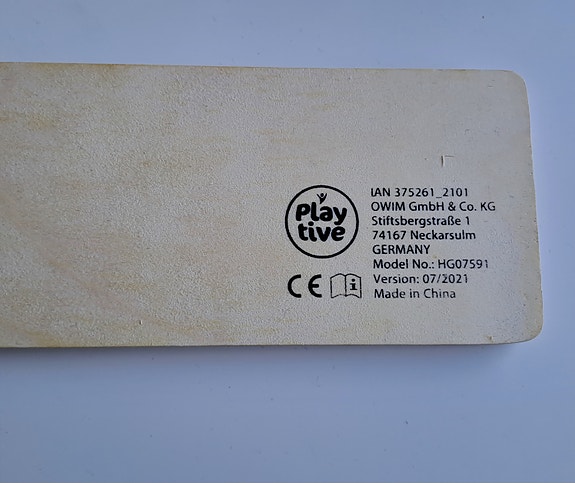 Play
tive
IAN 375261_2101
OWIM GmbH & Co. KG
Stiftsbergstraße 1
74167 Neckarsulm
GERMANY
Model No.: HG07591
Version: 07/2021
Made in China
CE
i